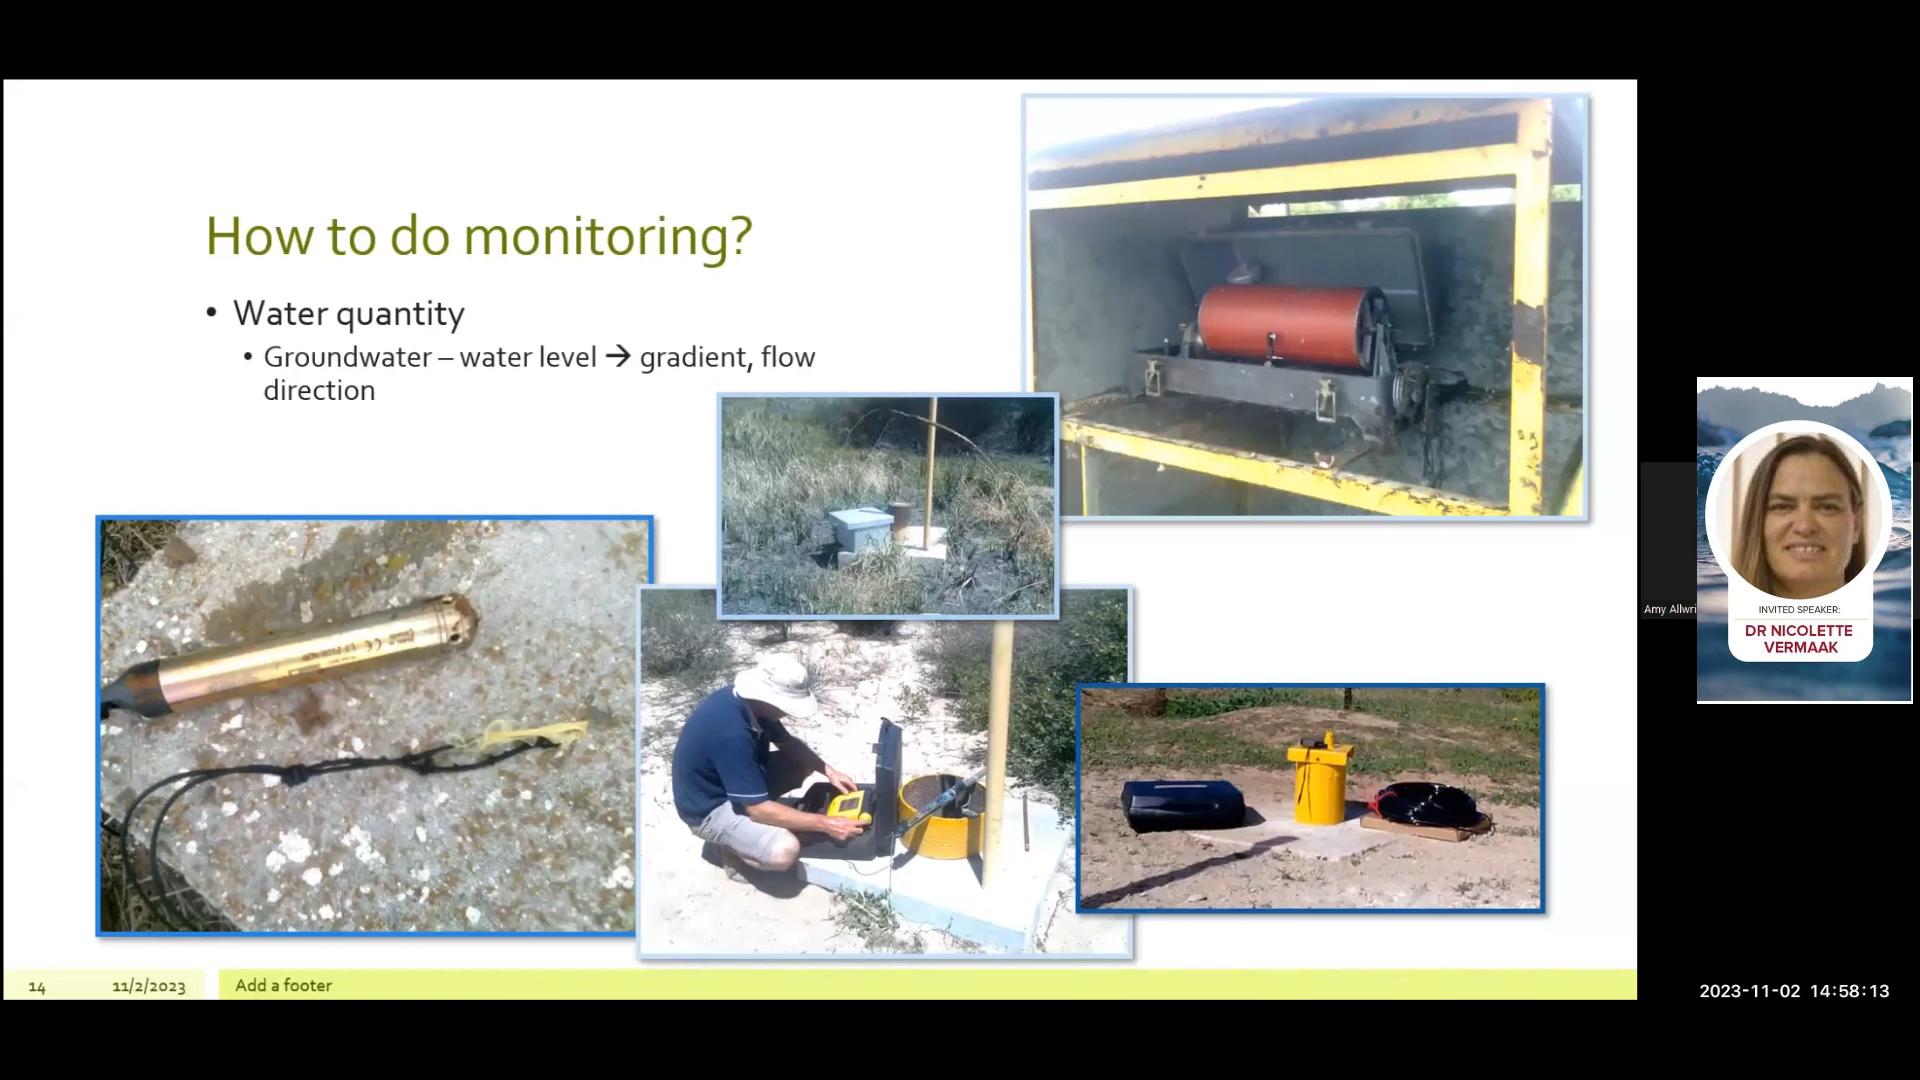 How to do monitoring?
• Water quantity
• Groundwater – water level → gradient, flow
direction
14
11/2/2023
Add a footer
Amy Allwri
INVITED SPEAKER:
DR NICOLETTE
VERMAAK
2023-11-02 14:58:13